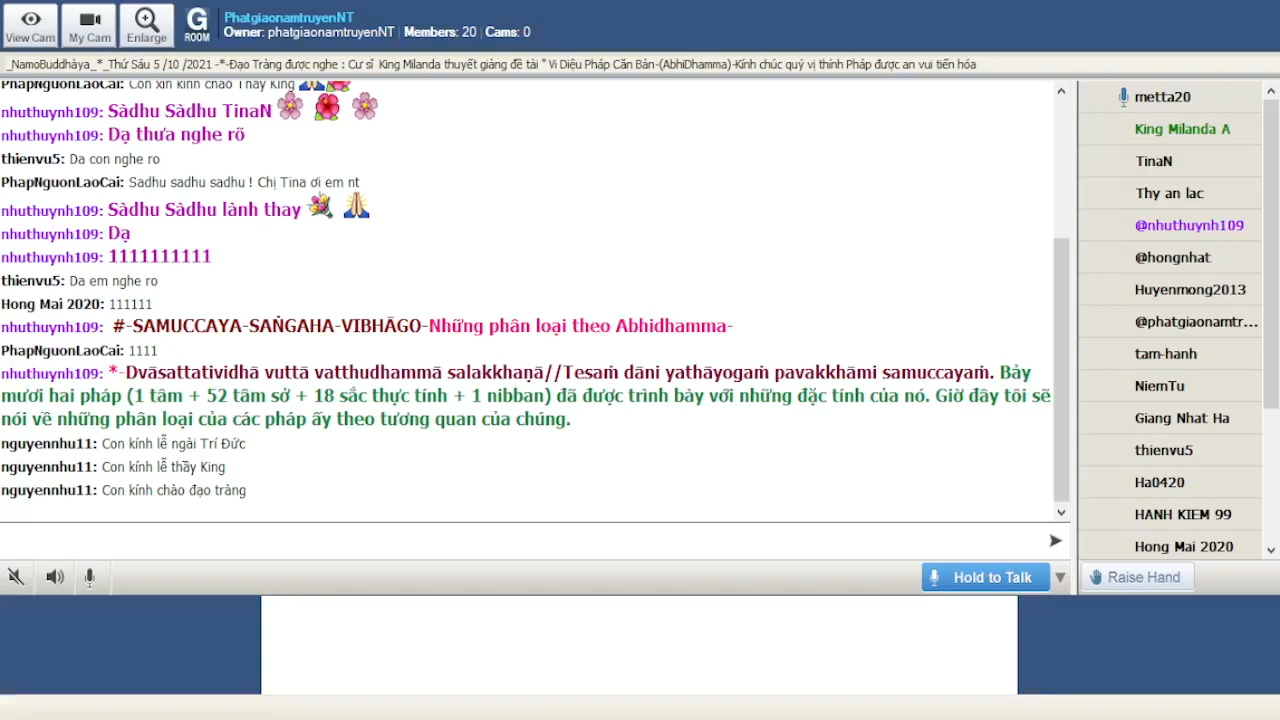 View Cam
My Cam
Enlarge
G
ROOM
PhatgiaonamtruyenNT
Owner: phatgiaonamtruyenNT | Members: 20 | Cams: 0
_NamoBuddhàya_*_Thứ Sáu 5 /10 /2021 -*-Đạo Tràng được nghe : Cư sĩ King Milanda thuyết giảng đề tài " Vi Diệu Pháp Căn Bản-(AbhiDhamma)-Kính chúc quý vị thính Pháp được an vui tiến hóa
PhapNguonLaoCai: Con xin kính chào Thầy King
nhuthuynh109: Sàdhu Sàdhu TinaN
nhuthuynh109: Dạ thưa nghe rõ
thienvu5: Da con nghe ro
PhapNguonLaoCai: Sadhu sadhu sadhu ! Chị Tina ơi em nt
nhuthuynh109: Sàdhu Sàdhu lành thay
nhuthuynh109: Dạ
nhuthuynh109: 1111111111
thienvu5: Da em nghe ro
Hong Mai 2020: 111111
nhuthuynh109: #-SAMUCCAYA-SAṄGAHA-VIBHĀGO-Những phân loại theo Abhidhamma-
PhapNguonLaoCai: 1111
nhuthuynh109: *-Dvāsattatividhā vuttā vatthudhammā salakkhaṇā//Tesaṁ dāni yathāyogaṁ pavakkhāmi samuccayaṁ. Bảy
mươi hai pháp (1 tâm + 52 tâm sở + 18 sắc thực tính + 1 nibban) đã được trình bày với những đặc tính của nó. Giờ đây tôi sẽ
nói về những phân loại của các pháp ấy theo tương quan của chúng.
nguyennhu11: Con kính lễ ngài Trí Đức
nguyennhu11: Con kính lễ thầy King
nguyennhu11: Con kính chào đạo tràng
metta20
King Milanda A
TinaN
Thy an lac
@nhuthuynh109
@hongnhat
Huyenmong2013
@phatgiaonamtr...
tam-hanh
NiemTu
Giang Nhat Ha
thienvu5
Ha0420
HANH KIEM 99
Hong Mai 2020
Hold to Talk
Raise Hand